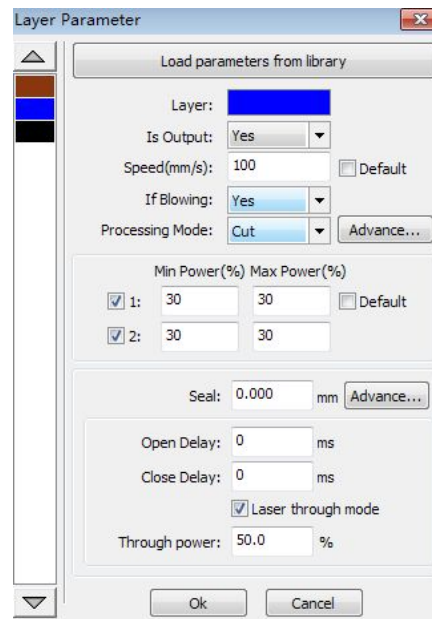 Layer Parameter
Load parameters from library
Layer:
Is Output: Yes
Speed(mm/s): 100 Default
If Blowing: Yes
Processing Mode: Cut Advance...
Min Power(%) Max Power(%)
1: 30 30 Default
2: 30 30
Seal: 0.000 mm Advance...
Open Delay: 0 ms
Close Delay: 0 ms
Laser through mode
Through power: 50.0 %
Ok Cancel